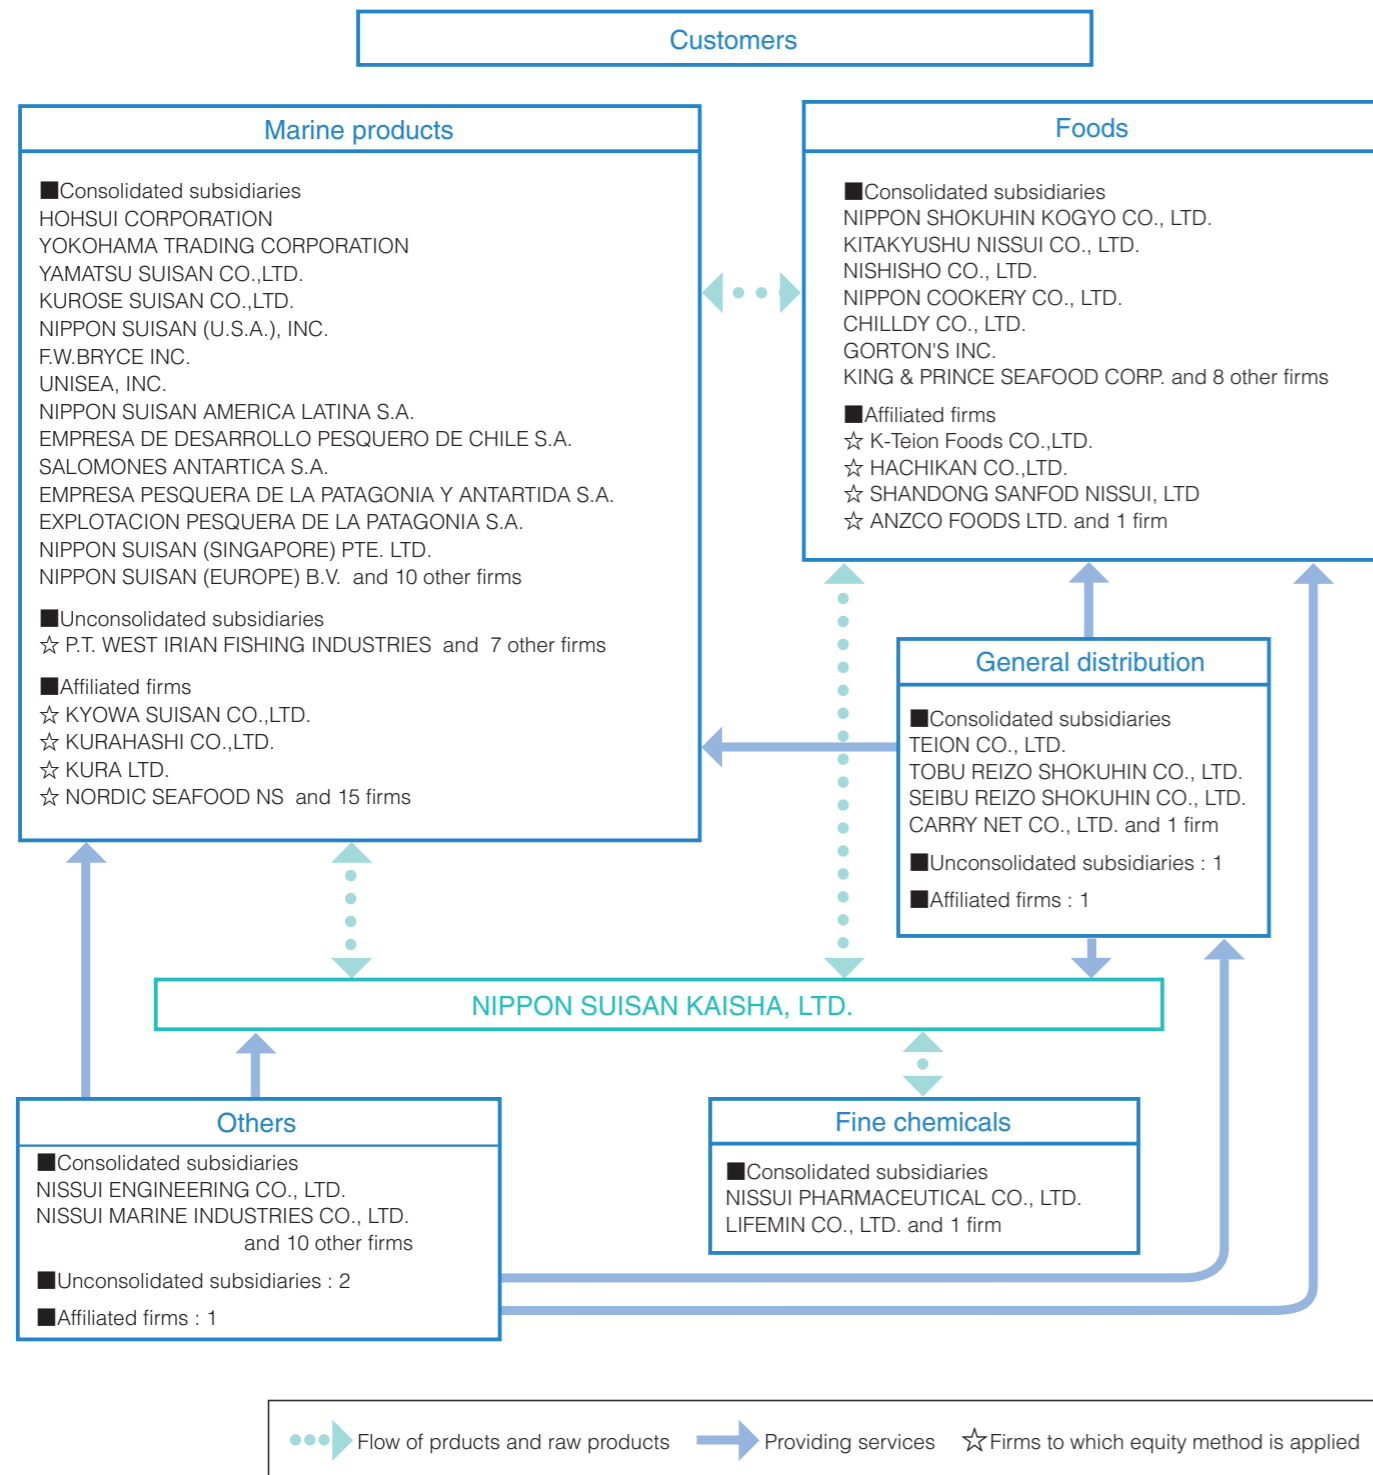 Customers
Marine products
■Consolidated subsidiaries
HOHSUI CORPORATION
YOKOHAMA TRADING CORPORATION
YAMATSU SUISAN CO.,LTD.
KUROSE SUISAN CO.,LTD.
NIPPON SUISAN (U.S.A.), INC.
F.W.BRYCE INC.
UNISEA, INC.
NIPPON SUISAN AMERICA LATINA S.A.
EMPRESA DE DESARROLLO PESQUERO DE CHILE S.A.
SALOMONES ANTARTICA S.A.
EMPRESA PESQUERA DE LA PATAGONIA Y ANTARTIDA S.A.
EXPLOTACION PESQUERA DE LA PATAGONIA S.A.
NIPPON SUISAN (SINGAPORE) PTE. LTD.
NIPPON SUISAN (EUROPE) B.V. and 10 other firms
■Unconsolidated subsidiaries
☆ P.T. WEST IRIAN FISHING INDUSTRIES and 7 other firms
■Affiliated firms
☆ KYOWA SUISAN CO.,LTD.
☆ KURAHASHI CO.,LTD.
☆ KURA LTD.
☆ NORDIC SEAFOOD NS and 15 firms
Foods
■Consolidated subsidiaries
NIPPON SHOKUHIN KOGYO CO., LTD.
KITAKYUSHU NISSUI CO., LTD.
NISHISHO CO., LTD.
NIPPON COOKERY CO., LTD.
CHILLDY CO., LTD.
GORTON'S INC.
KING & PRINCE SEAFOOD CORP. and 8 other firms
■Affiliated firms
☆ K-Teion Foods CO.,LTD.
☆ HACHIKAN CO.,LTD.
☆ SHANDONG SANFOD NISSUI, LTD
☆ ANZCO FOODS LTD. and 1 firm
General distribution
■Consolidated subsidiaries
TEION CO., LTD.
TOBU REIZO SHOKUHIN CO., LTD.
SEIBU REIZO SHOKUHIN CO., LTD.
CARRY NET CO., LTD. and 1 firm
■Unconsolidated subsidiaries : 1
■Affiliated firms : 1
NIPPON SUISAN KAISHA, LTD.
Others
■Consolidated subsidiaries
NISSUI ENGINEERING CO., LTD.
NISSUI MARINE INDUSTRIES CO., LTD.
and 10 other firms
■Unconsolidated subsidiaries : 2
■Affiliated firms : 1
Fine chemicals
■Consolidated subsidiaries
NISSUI PHARMACEUTICAL CO., LTD.
LIFEMIN CO., LTD. and 1 firm
Flow of prducts and raw products
Providing services
☆Firms to which equity method is applied